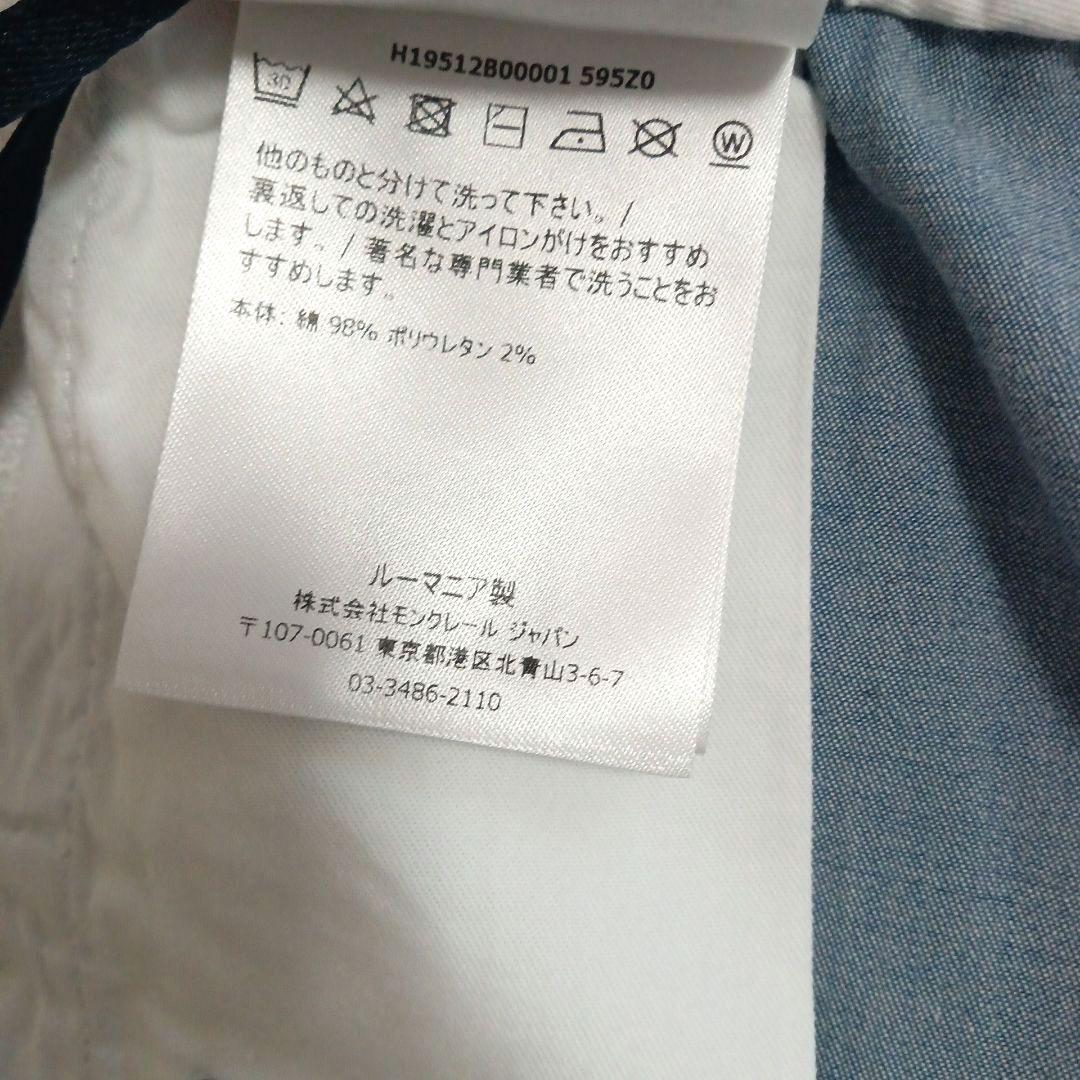 H19512B00001 595Z0
30
W
他のものと分けて洗って下さい。/
裏返しての洗濯とアイロンがけをおすすめ
します。/ 著名な専門業者で洗うことをお
すすめします。
本体: 綿 98% ポリウレタン 2%
ルーマニア製
株式会社モンクレール ジャパン
〒107-0061 東京都港区北青山3-6-7
03-3486-2110